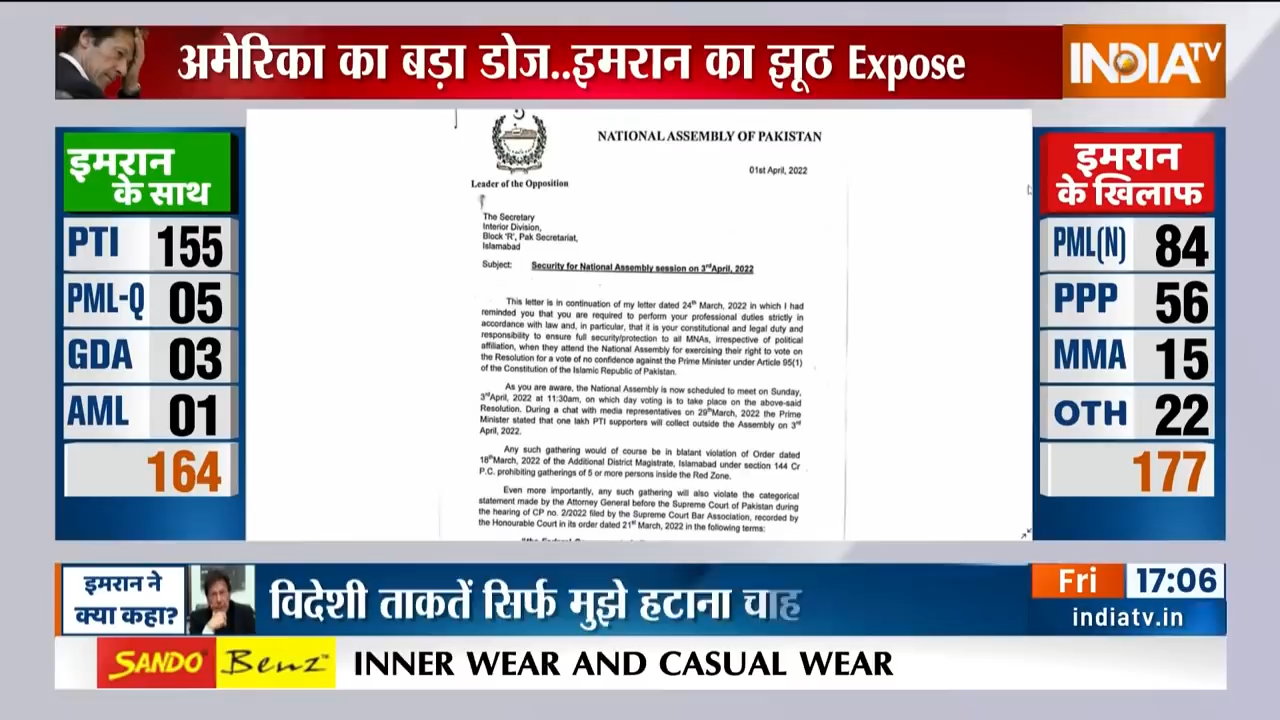 अमेरिका का बड़ा डोज..इमरान का झूठ Expose
INDIA TV
इमरान
के साथ
PTI 155
PML-Q 05
GDA 03
AML 01
164
NATIONAL ASSEMBLY OF PAKISTAN
01st April, 2022
Leader of the Opposition
The Secretary
Interior Division,
Block 'R', Pak Secretariat,
Islamabad
Subject: Security for National Assembly session on 3rd April, 2022
This letter is in continuation of my letter dated 24th March, 2022 in which I had
reminded you that you are required to perform your professional duties strictly in
accordance with law and, in particular, that it is your constitutional and legal duty and
responsibility to ensure full security/protection to all MNAs, irrespective of political
affiliation, when they attend the National Assembly for exercising their right to vote on
the Resolution for a vote of no confidence against the Prime Minister under Article 95(1)
of the Constitution of the Islamic Republic of Pakistan.
As you are aware, the National Assembly is now scheduled to meet on Sunday,
3rd April, 2022 at 11:30am, on which day voting is to take place on the above-said
Resolution. During a chat with media representatives on 29th March, 2022 the Prime
Minister stated that one lakh PTI supporters will collect outside the Assembly on 3rd
April, 2022.
Any such gathering would of course be in blatant violation of Order dated
18th March, 2022 of the Additional District Magistrate, Islamabad under section 144 Cr
P.C. prohibiting gatherings of 5 or more persons inside the Red Zone.
Even more importantly, any such gathering will also violate the categorical
statement made by the Attorney General before the Supreme Court of Pakistan during
the hearing of CP no. 2/2022 filed by the Supreme Court Bar Association, recorded by
the Honourable Court in its order dated 21st March, 2022 in the following terms:
इमरान
के खिलाफ
PML(N) 84
PPP 56
MMA 15
OTH 22
177
इमरान ने
क्या कहा?
विदेशी ताकतें सिर्फ मुझे हटाना चाह
Fri 17:06
indiatv.in
SANDO Benz INNER WEAR AND CASUAL WEAR